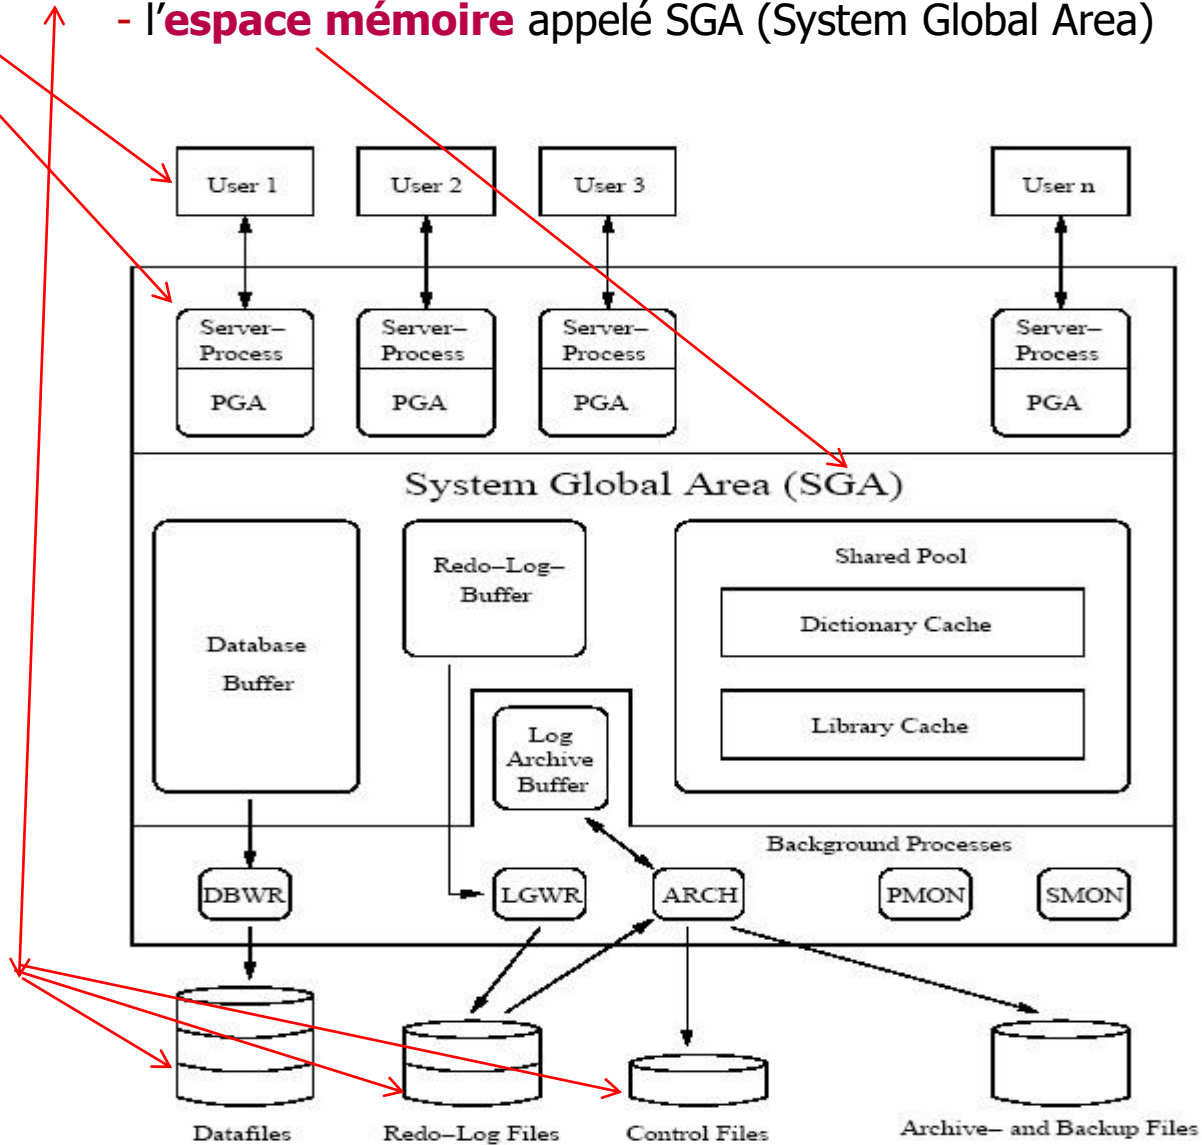 - l'espace mémoire appelé SGA (System Global Area)
User 1
User 2
User 3
User n
Server–
Process
PGA
Server–
Process
PGA
Server–
Process
PGA
Server–
Process
PGA
System Global Area (SGA)
Database
Buffer
Redo–Log–
Buffer
Shared Pool
Dictionary Cache
Library Cache
Log
Archive
Buffer
Background Processes
DBWR
LGWR
ARCH
PMON
SMON
Datafiles
Redo–Log Files
Control Files
Archive– and Backup Files